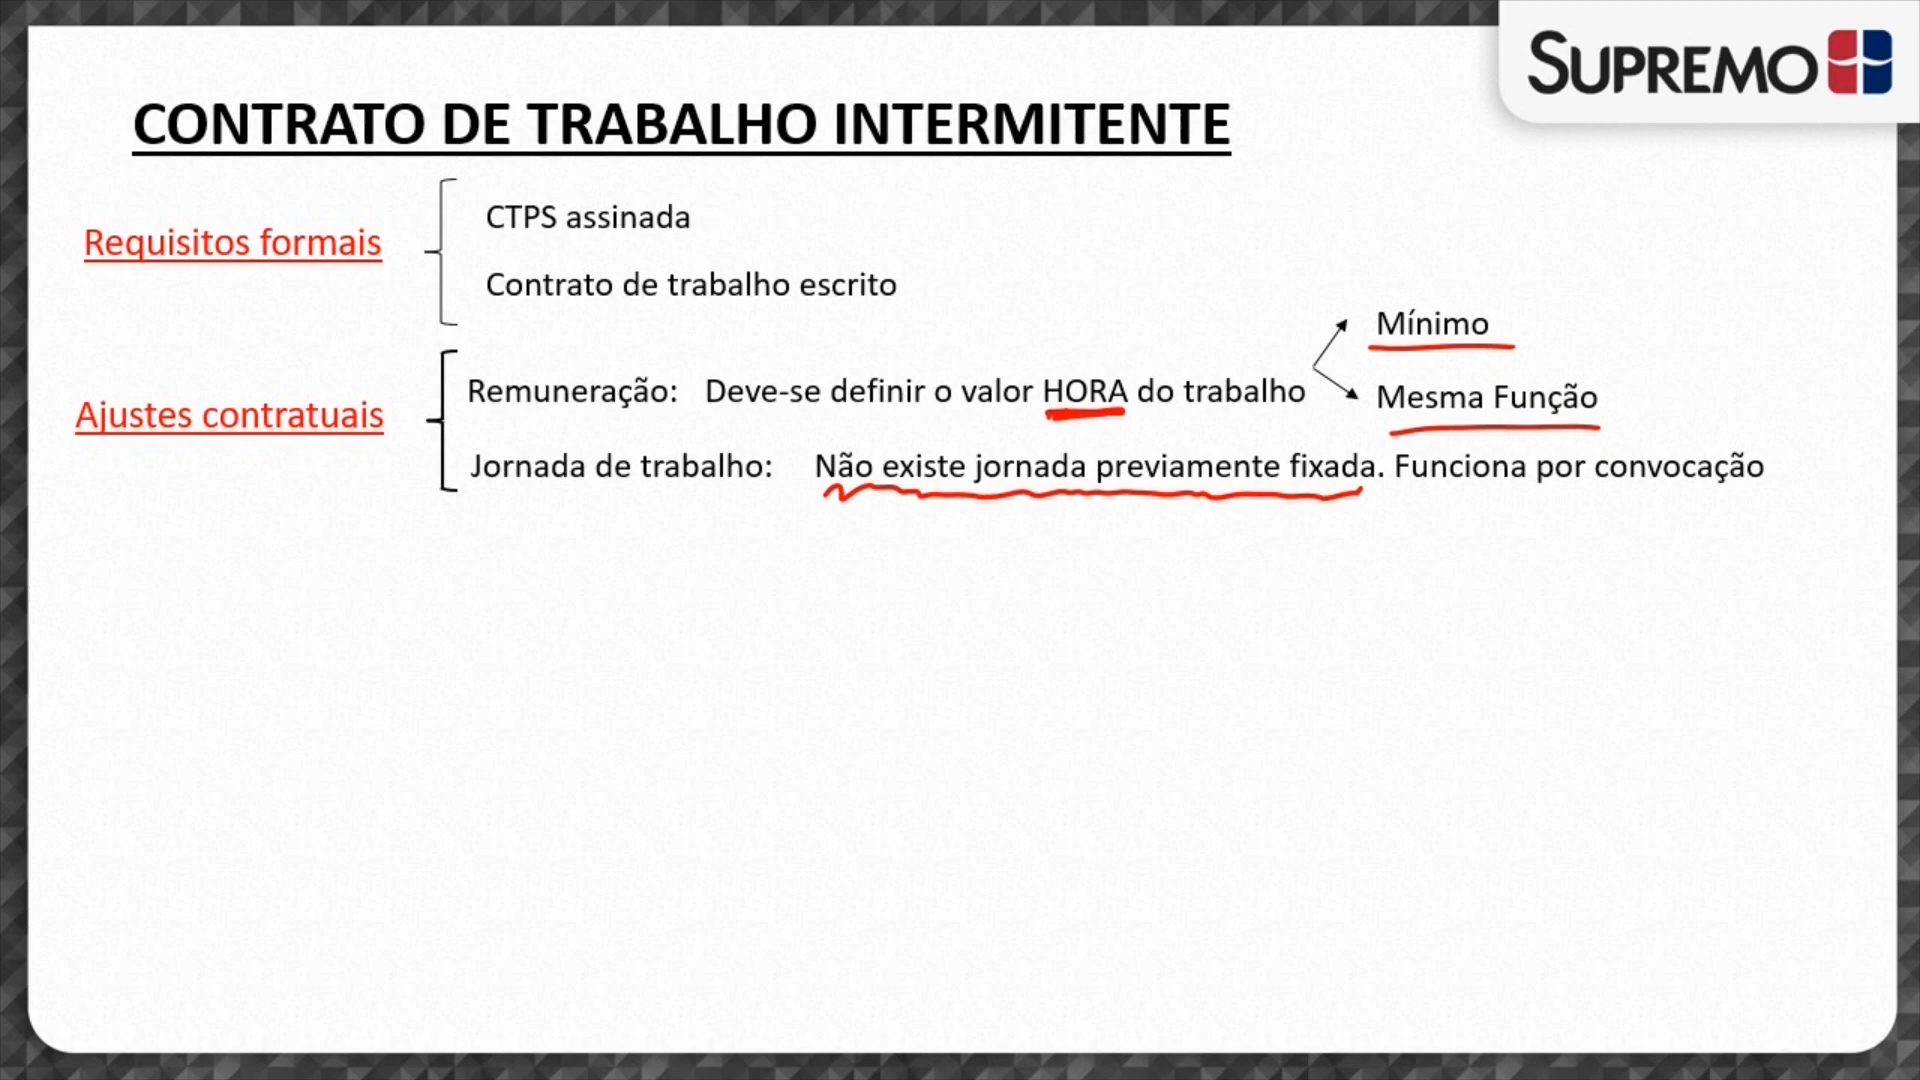 SUPREMO
CONTRATO DE TRABALHO INTERMITENTE
Requisitos formais
CTPS assinada
Contrato de trabalho escrito
Ajustes contratuais
Remuneração: Deve-se definir o valor HORA do trabalho
Mínimo
Mesma Função
Jornada de trabalho: Não existe jornada previamente fixada. Funciona por convocação